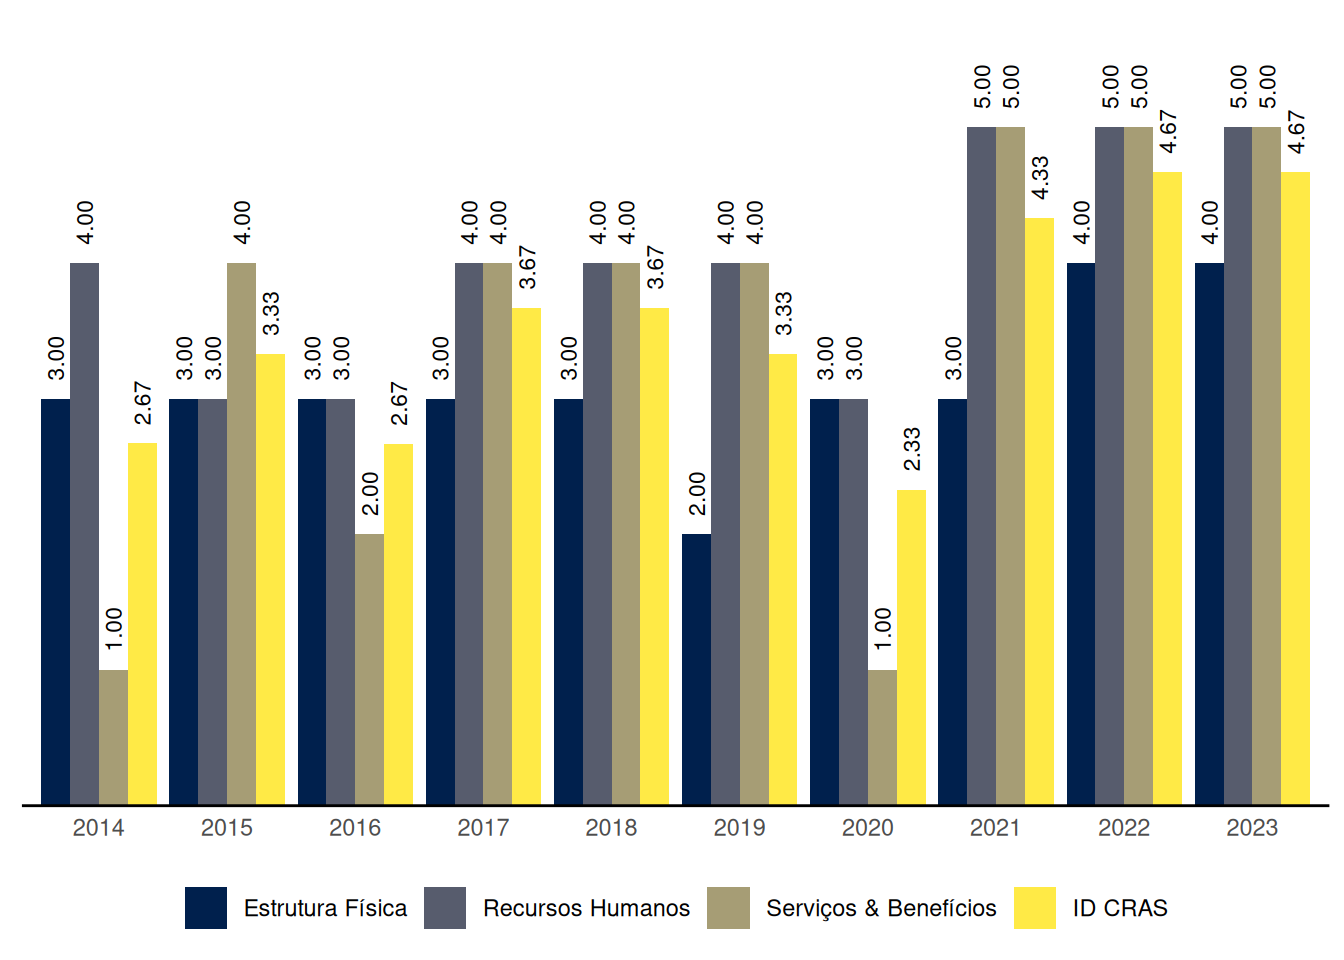 3.00 4.00 1.00 2.67 3.00 3.00 4.00 3.33 3.00 3.00 2.00 2.67 3.00 4.00 4.00 3.67 3.00 4.00 4.00 3.67 2.00 4.00 4.00 3.33 3.00 3.00 1.00 2.33 3.00 5.00 5.00 4.33 4.00 5.00 5.00 4.67 4.00 5.00 5.00 4.67
2014 2015 2016 2017 2018 2019 2020 2021 2022 2023
Estrutura Física Recursos Humanos Serviços & Benefícios ID CRAS